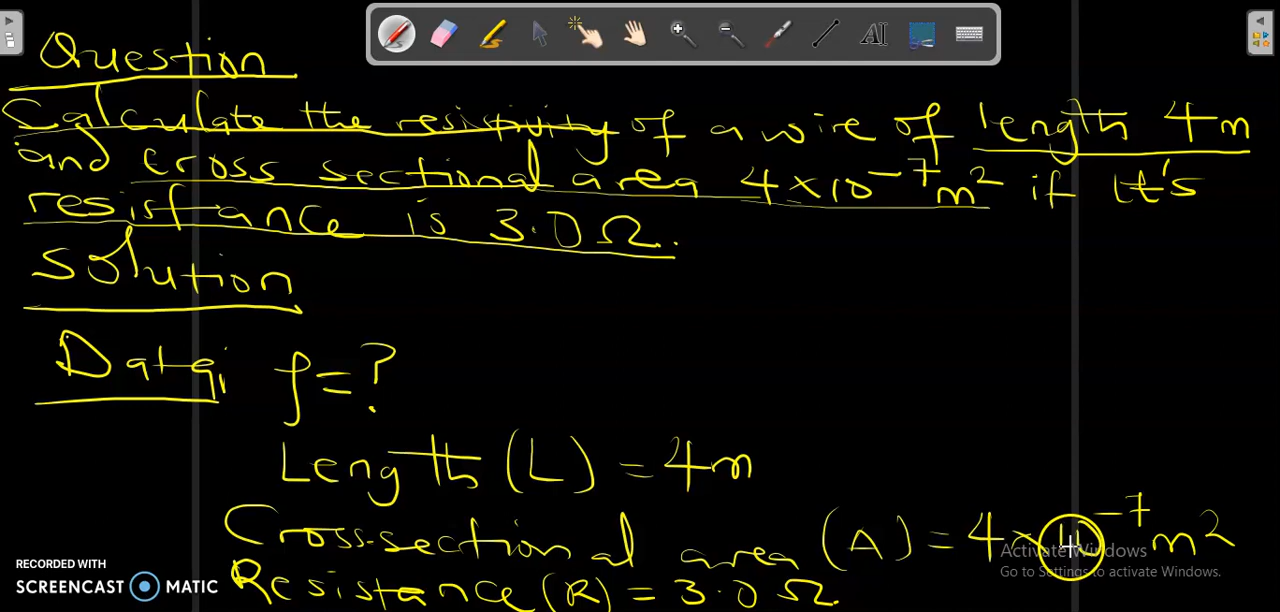 Question
Calculate the resistivity of a wire of length 4m
and cross sectional area 4×10⁻⁷m² if It's
resistance is 3.0Ω.
Solution
Data; ρ=?
Length (L) = 4m
Cross-sectional area (A) = 4×10⁻⁷m²
Resistance (R) = 3.0Ω.
Activate Windows
Go to Settings to activate Windows.
RECORDED WITH
SCREENCAST MATIC